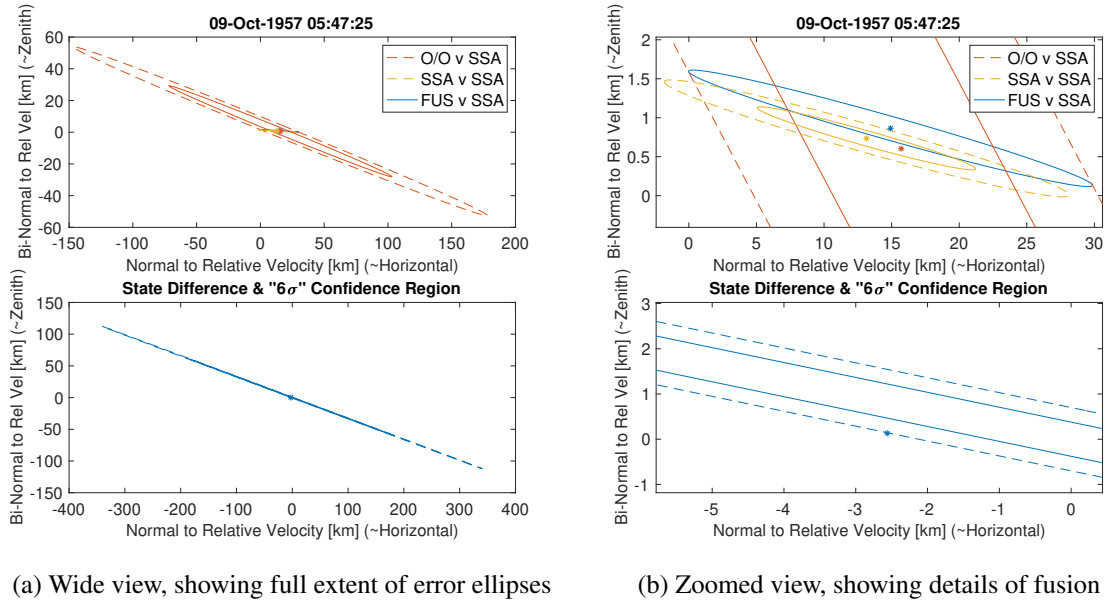 09-Oct-1957 05:47:25
60
40
20
0
-20
-40
-60
Bi-Normal to Rel Vel [km] (~Zenith)
O/O v SSA
SSA v SSA
FUS v SSA
-150 -100 -50 0 50 100 150 200
Normal to Relative Velocity [km] (~Horizontal)
State Difference & "6σ" Confidence Region
150
100
50
0
-50
-100
-150
Bi-Normal to Rel Vel [km] (~Zenith)
-400 -300 -200 -100 0 100 200 300 400
Normal to Relative Velocity [km] (~Horizontal)
(a) Wide view, showing full extent of error ellipses
09-Oct-1957 05:47:25
2
1.5
1
0.5
0
Bi-Normal to Rel Vel [km] (~Zenith)
O/O v SSA
SSA v SSA
FUS v SSA
0 5 10 15 20 25 30
Normal to Relative Velocity [km] (~Horizontal)
State Difference & "6σ" Confidence Region
3
2
1
0
-1
Bi-Normal to Rel Vel [km] (~Zenith)
-5 -4 -3 -2 -1 0
Normal to Relative Velocity [km] (~Horizontal)
(b) Zoomed view, showing details of fusion